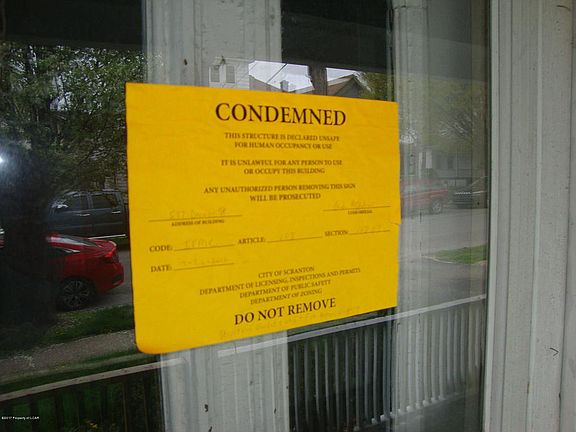 CONDEMNED
THIS STRUCTURE IS DECLARED UNSAFE
FOR HUMAN OCCUPANCY OR USE
IT IS UNLAWFUL FOR ANY PERSON TO USE
OR OCCUPY THIS BUILDING
ANY UNAUTHORIZED PERSON REMOVING THIS SIGN
WILL BE PROSECUTED
ADDRESS OF BUILDING CODE OFFICIAL
CODE: ARTICLE: SECTION:
DATE:
CITY OF SCRANTON
DEPARTMENT OF LICENSING, INSPECTIONS AND PERMITS
DEPARTMENT OF PUBLIC SAFETY
DEPARTMENT OF ZONING
DO NOT REMOVE